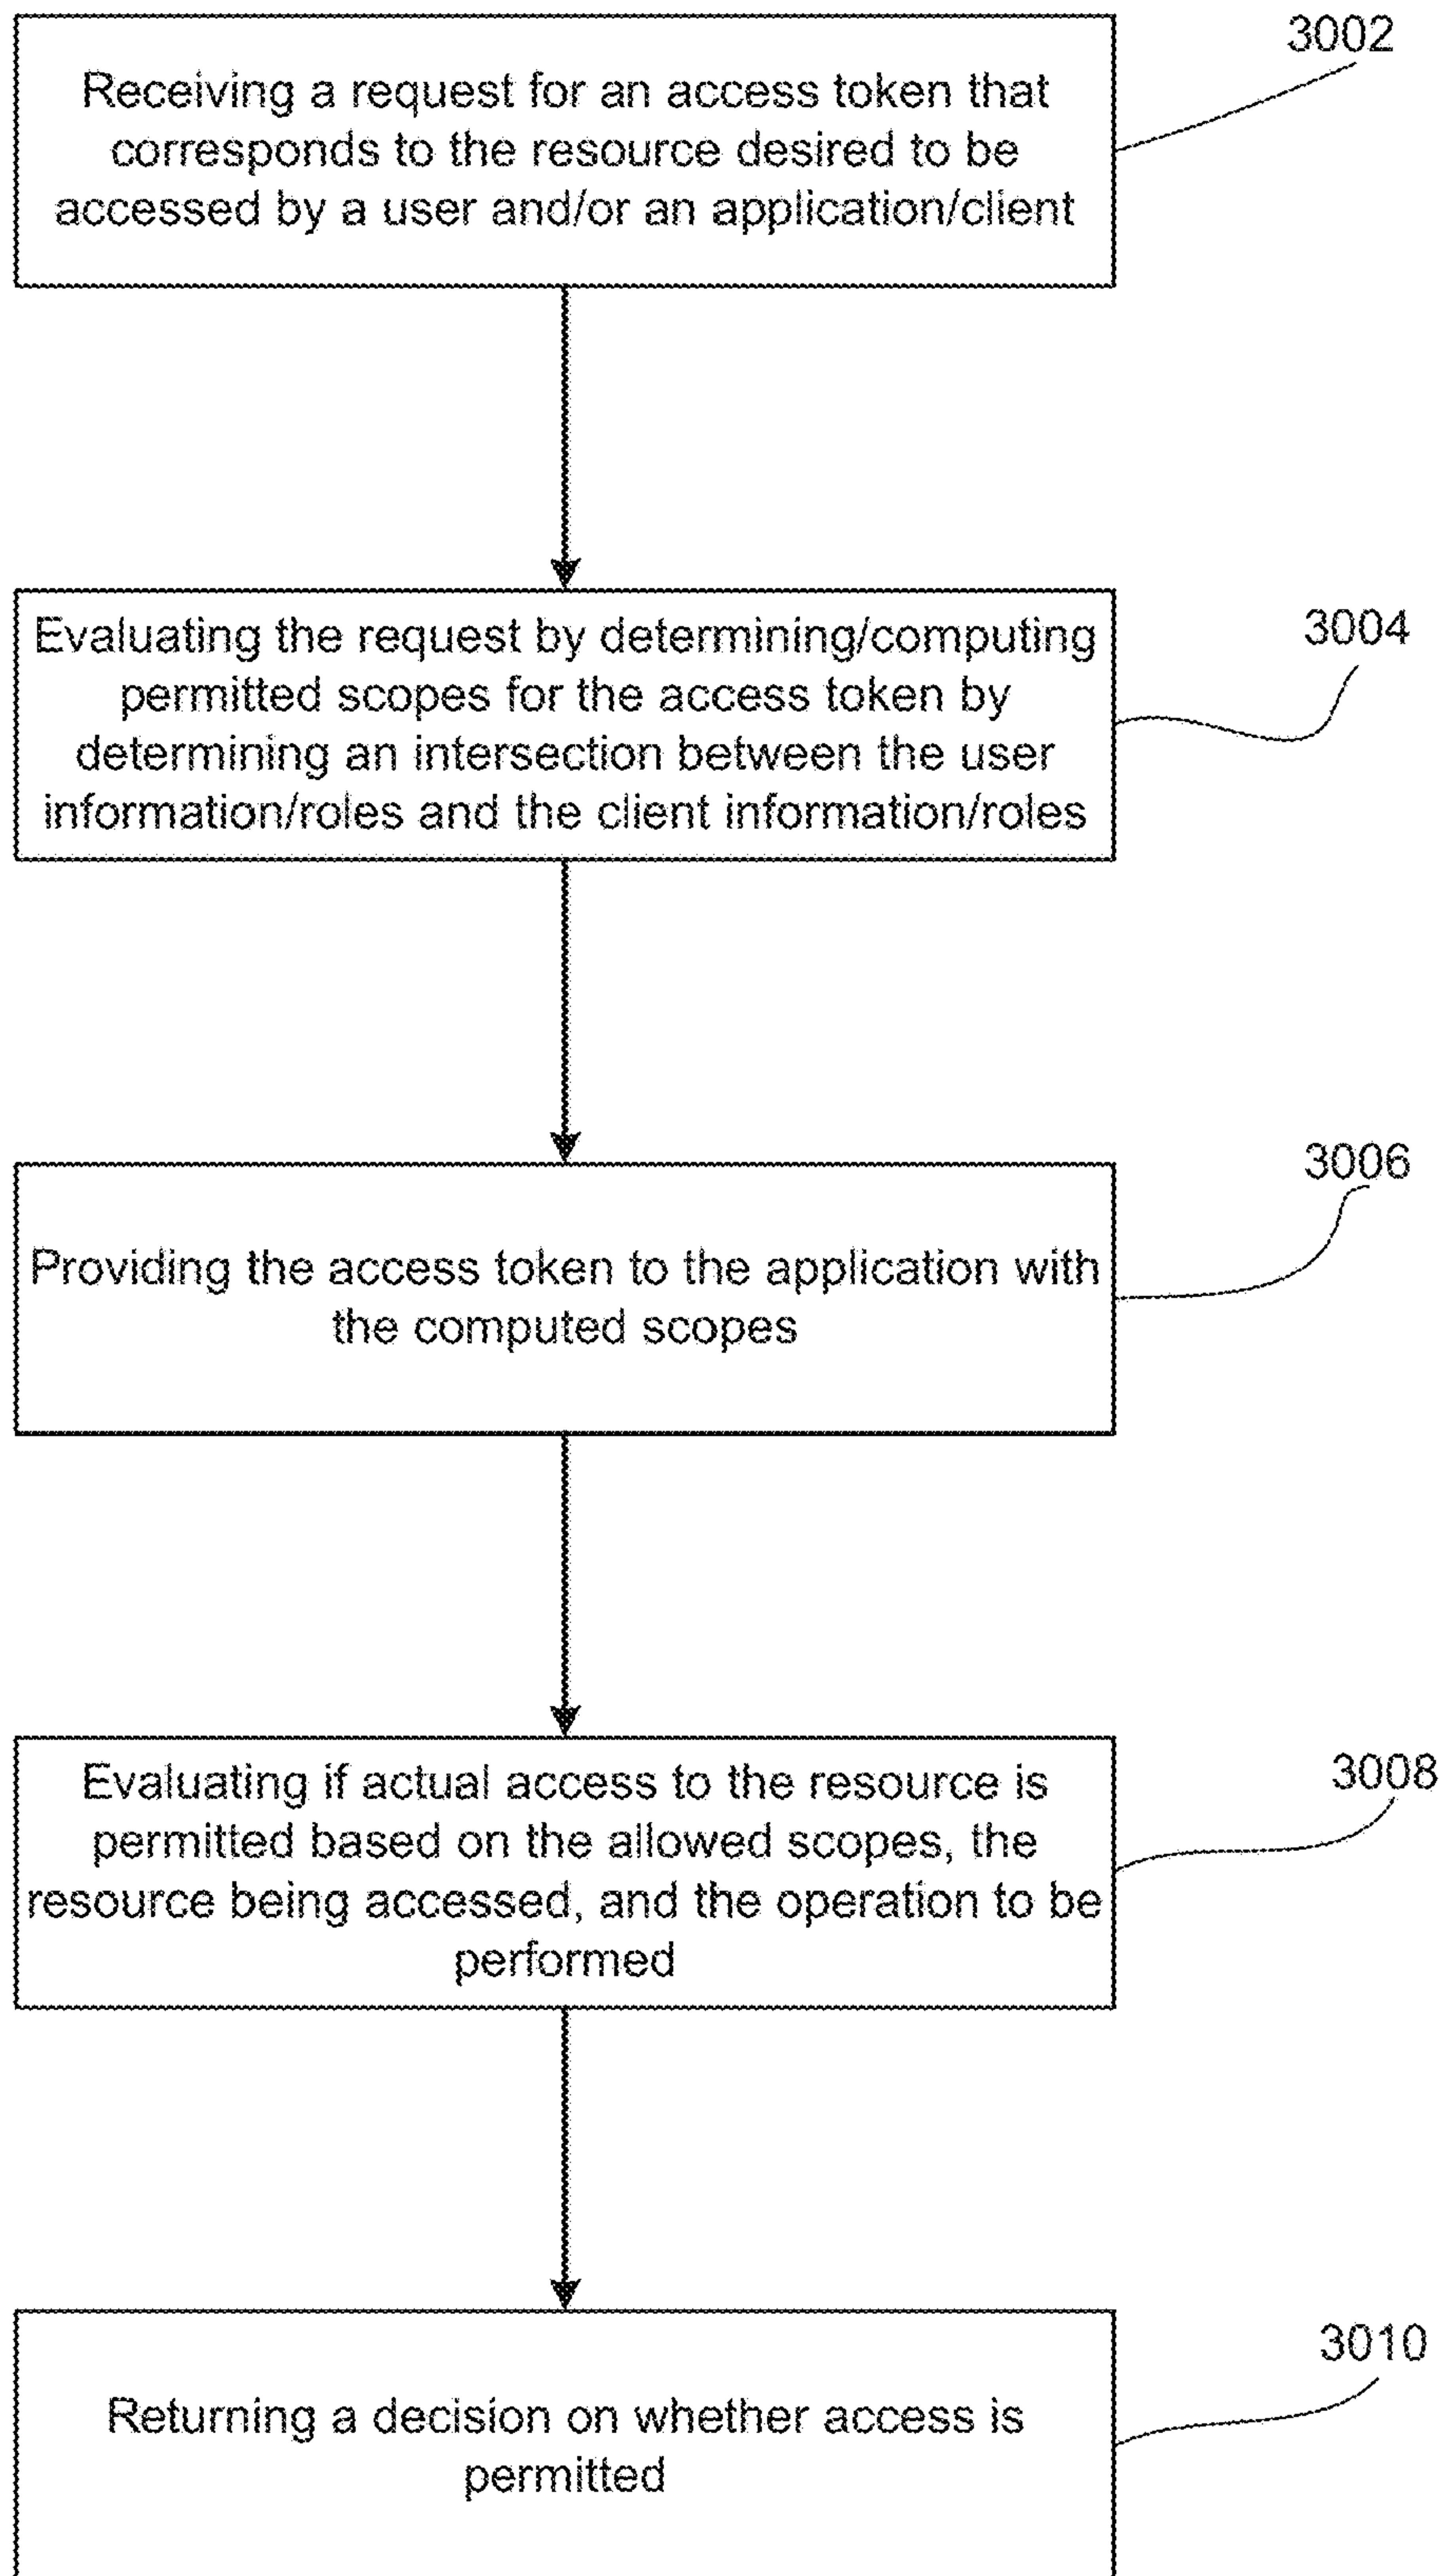 Receiving a request for an access token that
corresponds to the resource desired to be
accessed by a user and/or an application/client
3002
Evaluating the request by determining/computing
permitted scopes for the access token by
determining an intersection between the user
information/roles and the client information/roles
3004
Providing the access token to the application with
the computed scopes
3006
Evaluating if actual access to the resource is
permitted based on the allowed scopes, the
resource being accessed, and the operation to be
performed
3008
Returning a decision on whether access is
permitted
3010